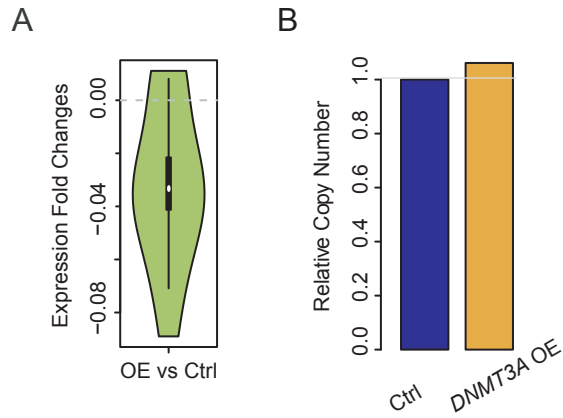 A
Expression Fold Changes
0.00
−0.04
−0.08
OE vs Ctrl
B
Relative Copy Number
1.0
0.8
0.6
0.4
0.2
0.0
Ctrl
DNMT3A OE